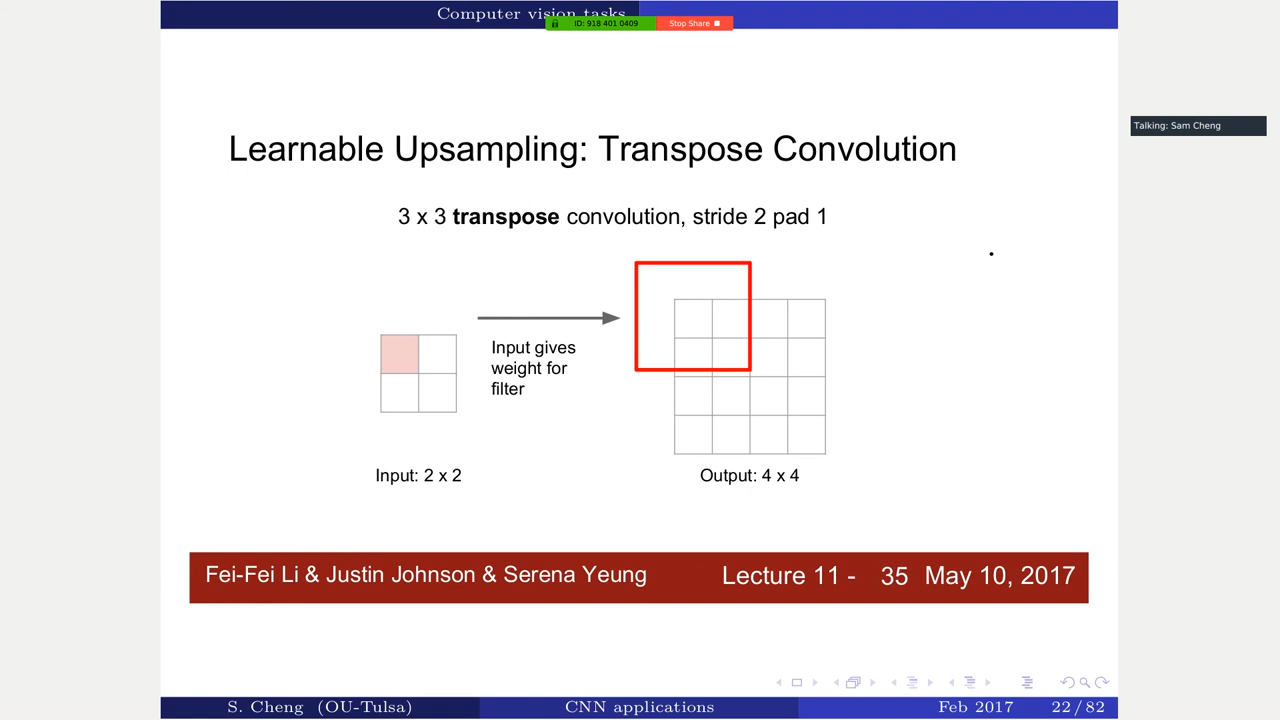 Computer vision tasks
ID: 918 401 0409 Stop Share
Talking: Sam Cheng
Learnable Upsampling: Transpose Convolution
3 x 3 transpose convolution, stride 2 pad 1
Input gives
weight for
filter
Input: 2 x 2
Output: 4 x 4
Fei-Fei Li & Justin Johnson & Serena Yeung Lecture 11 - 35 May 10, 2017
S. Cheng (OU-Tulsa) CNN applications Feb 2017 22/82